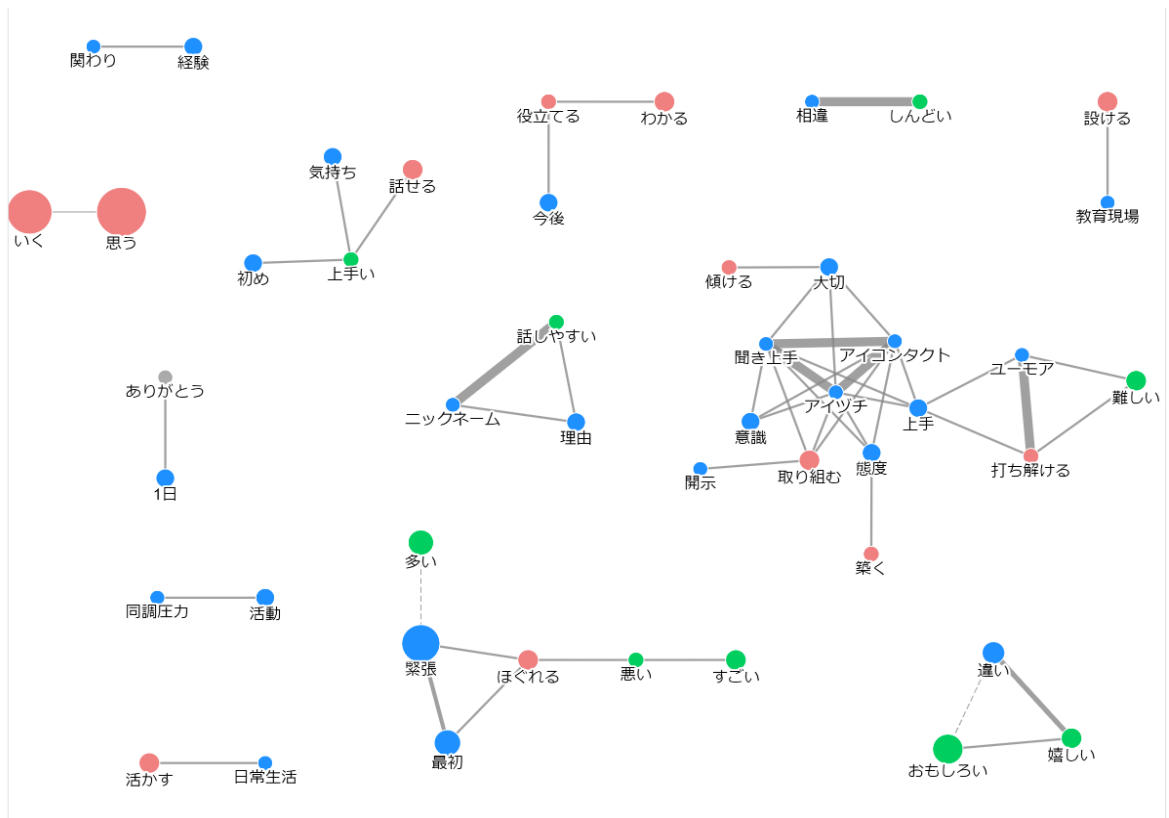 関わり
経験
役立てる
わかる
相違
しんどい
設ける
気持ち
話せる
いく
思う
今後
教育現場
初め
上手い
傾ける
大切
話しやすい
聞き上手
アイコンタクト
ユーモア
ありがとう
難しい
ニックネーム
アイヅチ
上手
理由
意識
1日
開示
取り組む
態度
打ち解ける
多い
築く
同調圧力
活動
緊張
ほぐれる
悪い
すごい
違い
最初
活かす
日常生活
おもしろい
嬉しい